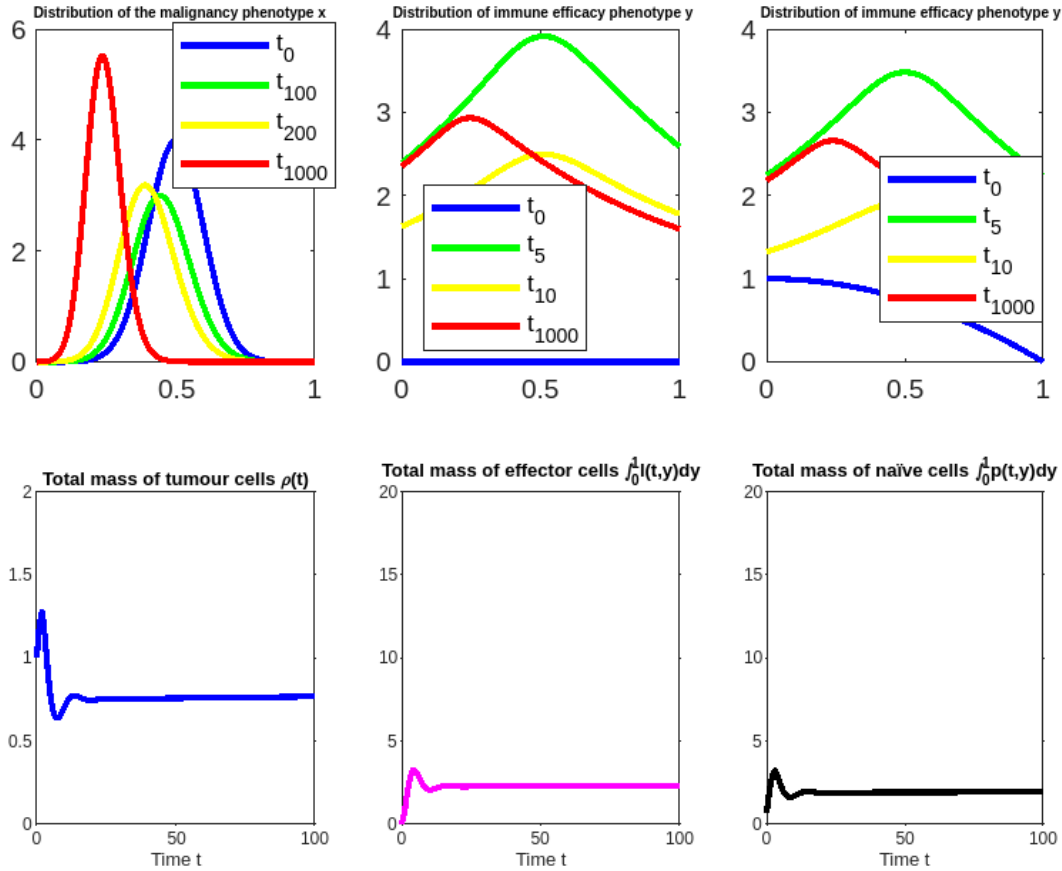 Distribution of the malignancy phenotype x
6
4
2
0
0
0.5
1
t0
t100
t200
t1000
Distribution of immune efficacy phenotype y
4
3
2
1
0
0
0.5
1
t0
t5
t10
t1000
Distribution of immune efficacy phenotype y
4
3
2
1
0
0
0.5
1
t0
t5
t10
t1000
Total mass of tumour cells ρ(t)
2
1.5
1
0.5
0
0
50
100
Time t
Total mass of effector cells ∫₀¹l(t,y)dy
20
15
10
5
0
0
50
100
Time t
Total mass of naïve cells ∫₀¹p(t,y)dy
20
15
10
5
0
0
50
100
Time t